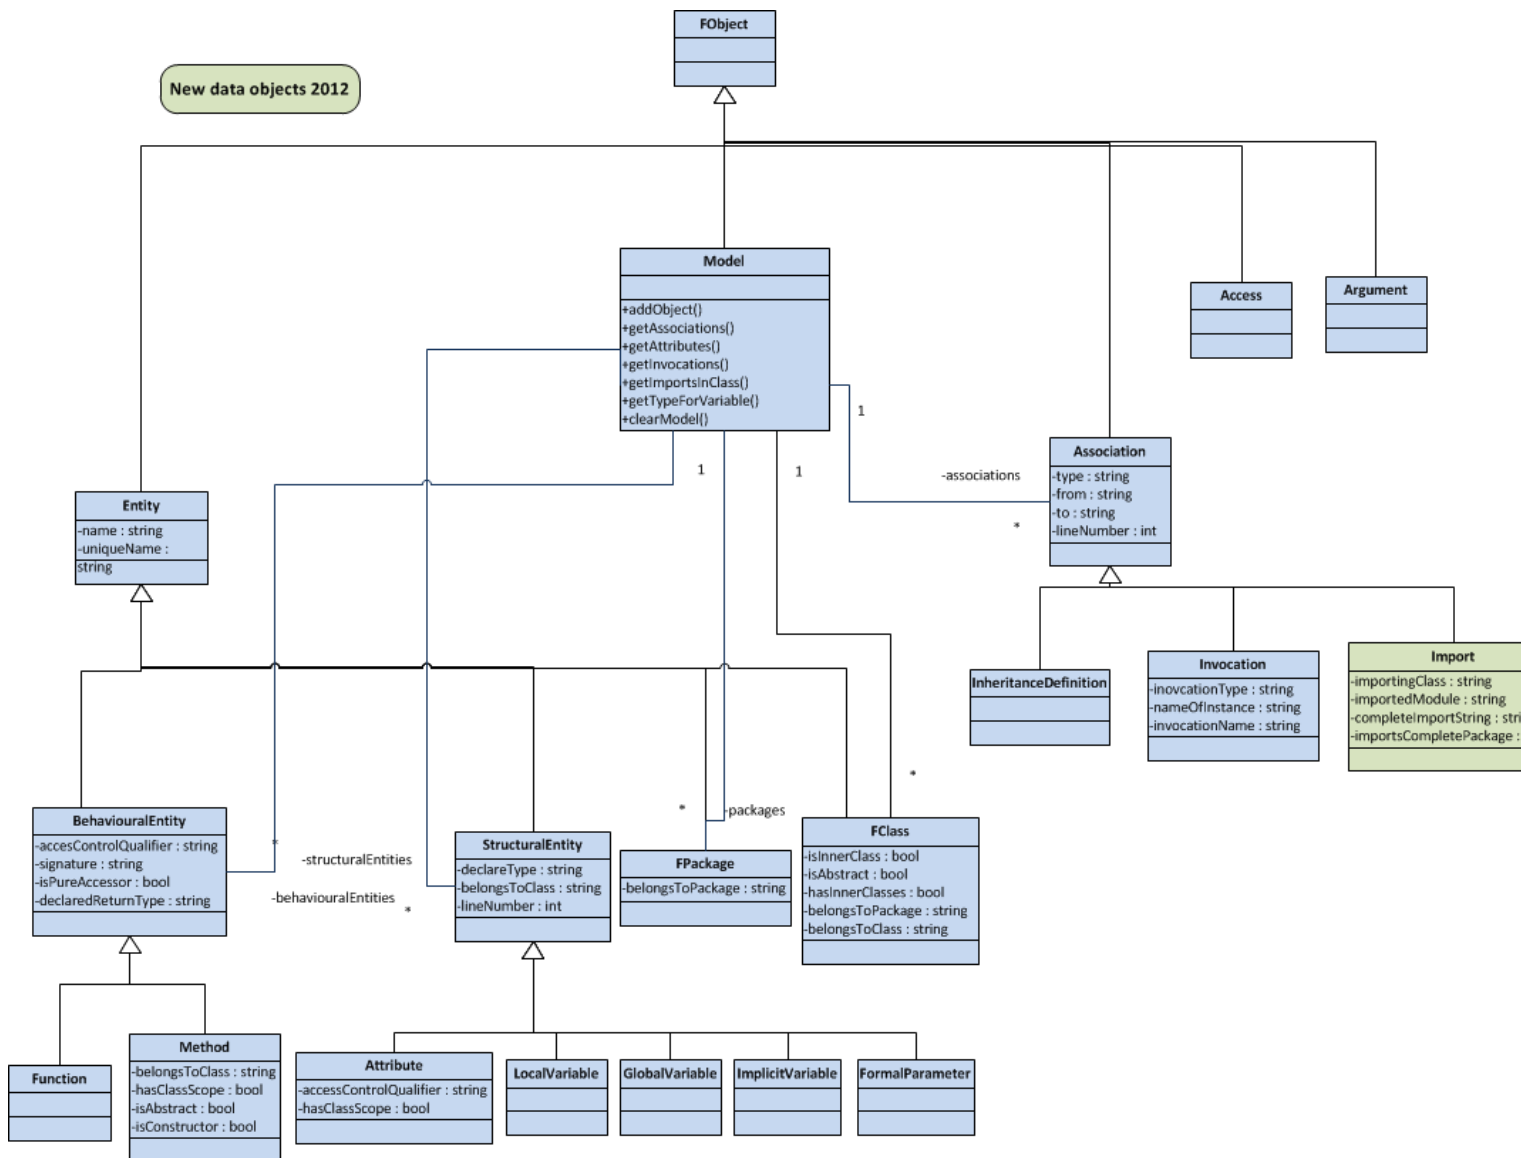 FObject
New data objects 2012
Model
+addObject()
+getAssociations()
+getAttributes()
+getInvocations()
+getImportsInClass()
+getTypeForVariable()
+clearModel()
Access
Argument
1
1
1
-associations
*
Association
-type : string
-from : string
-to : string
-lineNumber : int
Entity
-name : string
-uniqueName :
string
InheritanceDefinition
Invocation
-inovcationType : string
-nameOfInstance : string
-invocationName : string
Import
-importingClass : string
-importedModule : string
-completeImportString : stri
-importsCompletePackage :
*
*
-packages
BehaviouralEntity
-accesControlQualifier : string
-signature : string
-isPureAccessor : bool
-declaredReturnType : string
*
-structuralEntities
-behaviouralEntities
*
StructuralEntity
-declareType : string
-belongsToClass : string
-lineNumber : int
FPackage
-belongsToPackage : string
FClass
-isInnerClass : bool
-isAbstract : bool
-hasInnerClasses : bool
-belongsToPackage : string
-belongsToClass : string
Function
Method
-belongsToClass : string
-hasClassScope : bool
-isAbstract : bool
-isConstructor : bool
Attribute
-accessControlQualifier : string
-hasClassScope : bool
LocalVariable
GlobalVariable
ImplicitVariable
FormalParameter